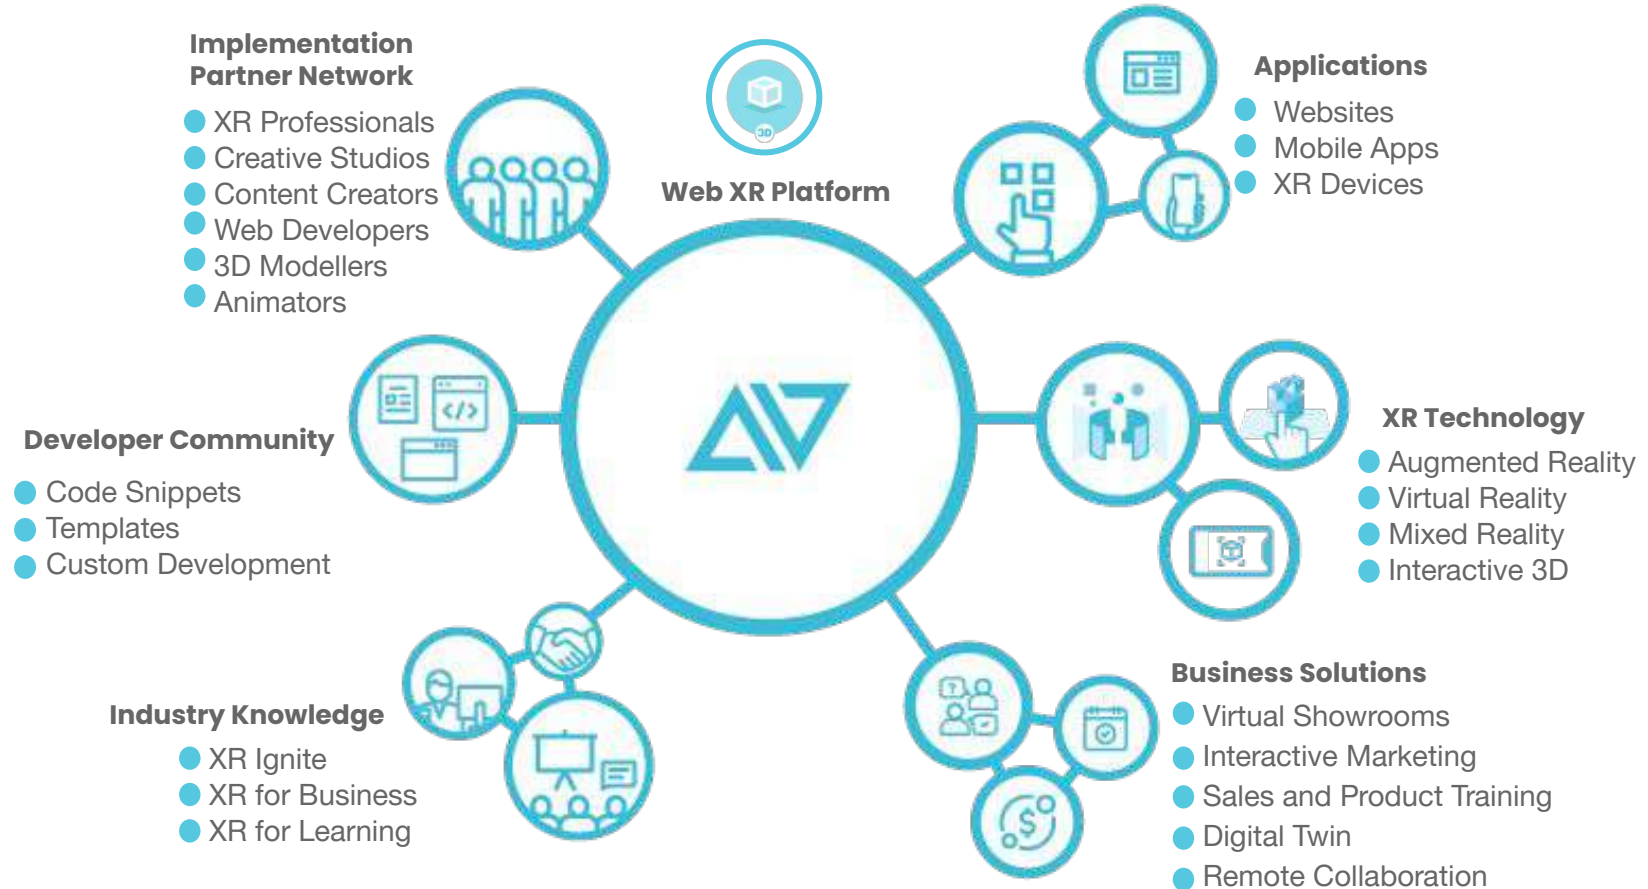 Implementation
Partner Network
XR Professionals
Creative Studios
Content Creators
Web Developers
3D Modellers
Animators
3D
Web XR Platform
Applications
Websites
Mobile Apps
XR Devices
Developer Community
Code Snippets
Templates
Custom Development
</>
XR Technology
Augmented Reality
Virtual Reality
Mixed Reality
Interactive 3D
Industry Knowledge
XR Ignite
XR for Business
XR for Learning
?
$
Business Solutions
Virtual Showrooms
Interactive Marketing
Sales and Product Training
Digital Twin
Remote Collaboration